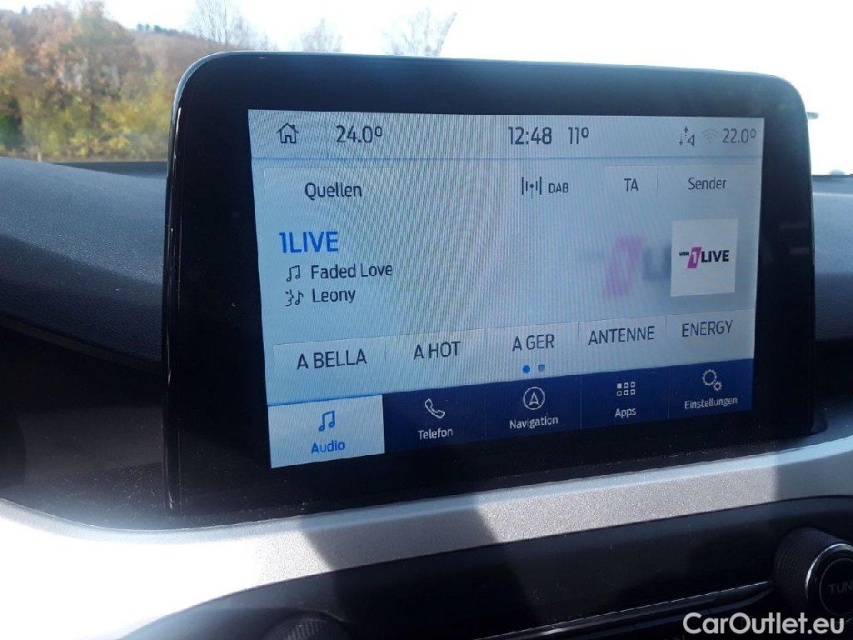 24.0° 12:48 11° 22.0°
Quellen DAB TA Sender
1LIVE
Faded Love
Leony
1LIVE
A BELLA A HOT A GER ANTENNE ENERGY
Audio Telefon Navigation Apps Einstellungen
TUN
CarOutlet.eu